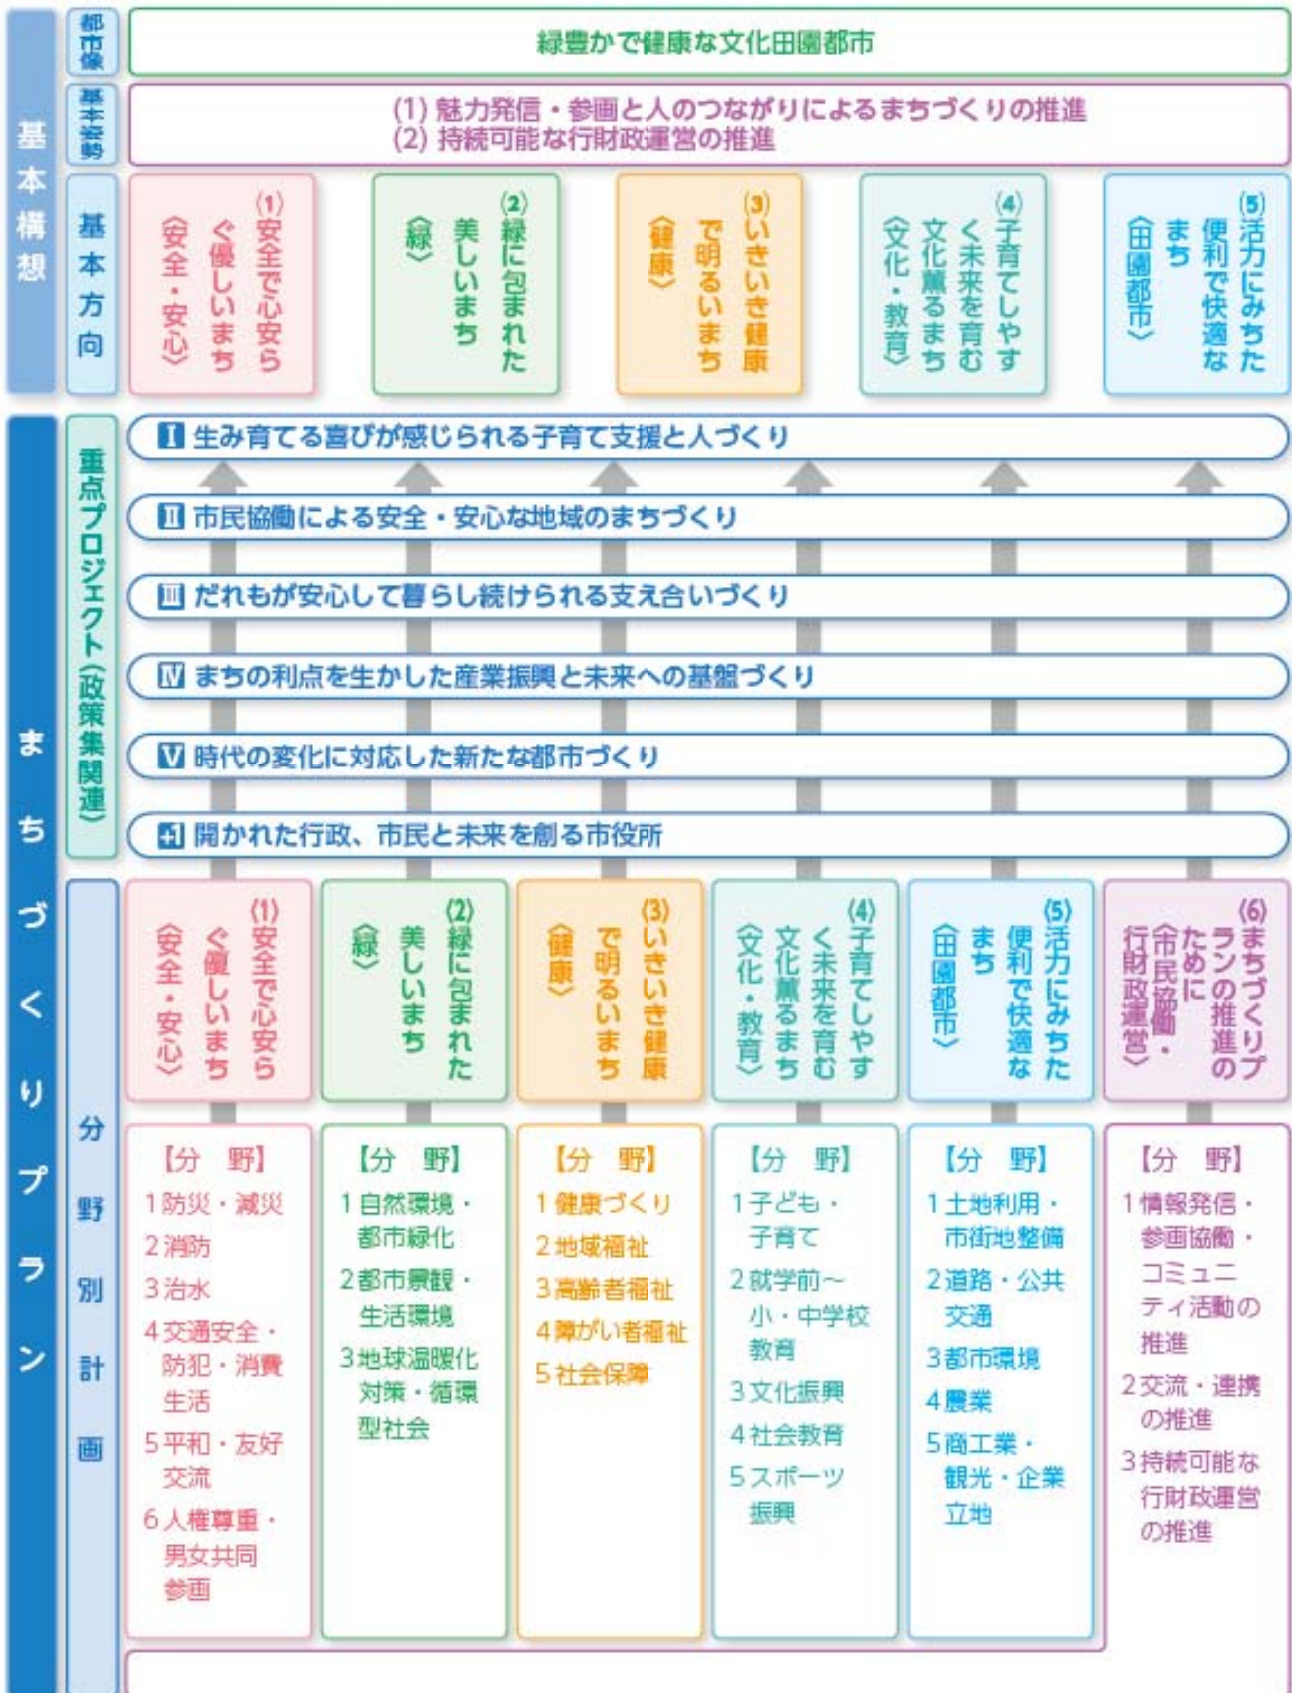 基本構想
都市像
緑豊かで健康な文化田園都市
基本姿勢
(1) 魅力発信・参画と人のつながりによるまちづくりの推進
(2) 持続可能な行財政運営の推進
基本方向
(1)安全で心安ら
ぐ優しいまち
〈安全・安心〉
(2)緑に包まれた
美しいまち
〈緑〉
(3)いきいき健康
で明るいまち
〈健康〉
(4)子育てしやす
く未来を育む
文化薫るまち
〈文化・教育〉
(5)活力にみちた
便利で快適な
まち
〈田園都市〉
まちづくりプラン
重点プロジェクト(政策集関連)
Ⅰ 生み育てる喜びが感じられる子育て支援と人づくり
Ⅱ 市民協働による安全・安心な地域のまちづくり
Ⅲ だれもが安心して暮らし続けられる支え合いづくり
Ⅳ まちの利点を生かした産業振興と未来への基盤づくり
Ⅴ 時代の変化に対応した新たな都市づくり
+1 開かれた行政、市民と未来を創る市役所
分野別計画
(1)安全で心安ら
ぐ優しいまち
〈安全・安心〉
(2)緑に包まれた
美しいまち
〈緑〉
(3)いきいき健康
で明るいまち
〈健康〉
(4)子育てしやす
く未来を育む
文化薫るまち
〈文化・教育〉
(5)活力にみちた
便利で快適な
まち
〈田園都市〉
(6)まちづくりプ
ランの推進の
ために
〈市民協働・
行財政運営〉
【分 野】
1 防災・減災
2 消防
3 治水
4 交通安全・
防犯・消費
生活
5 平和・友好
交流
6 人権尊重・
男女共同
参画
【分 野】
1 自然環境・
都市緑化
2 都市景観・
生活環境
3 地球温暖化
対策・循環
型社会
【分 野】
1 健康づくり
2 地域福祉
3 高齢者福祉
4 障がい者福祉
5 社会保障
【分 野】
1 子ども・
子育て
2 就学前～
小・中学校
教育
3 文化振興
4 社会教育
5 スポーツ
振興
【分 野】
1 土地利用・
市街地整備
2 道路・公共
交通
3 都市環境
4 農業
5 商工業・
観光・企業
立地
【分 野】
1 情報発信・
参画協働・
コミュニ
ティ活動の
推進
2 交流・連携
の推進
3 持続可能な
行財政運営
の推進